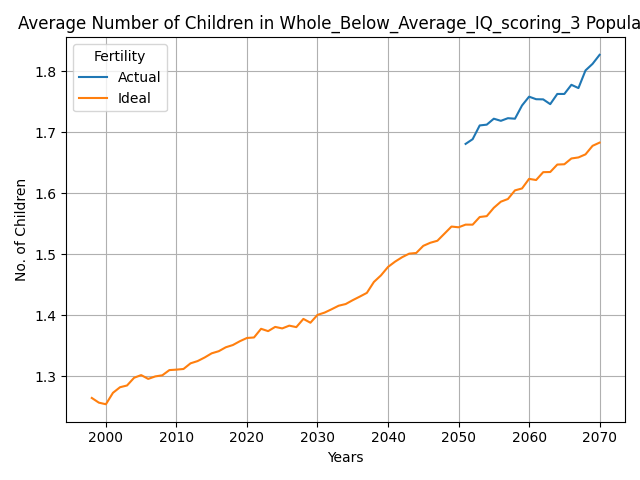 Average Number of Children in Whole_Below_Average_IQ_scoring_3 Popula
Fertility
Actual
Ideal
No. of Children
1.8
1.7
1.6
1.5
1.4
1.3
2000 2010 2020 2030 2040 2050 2060 2070
Years